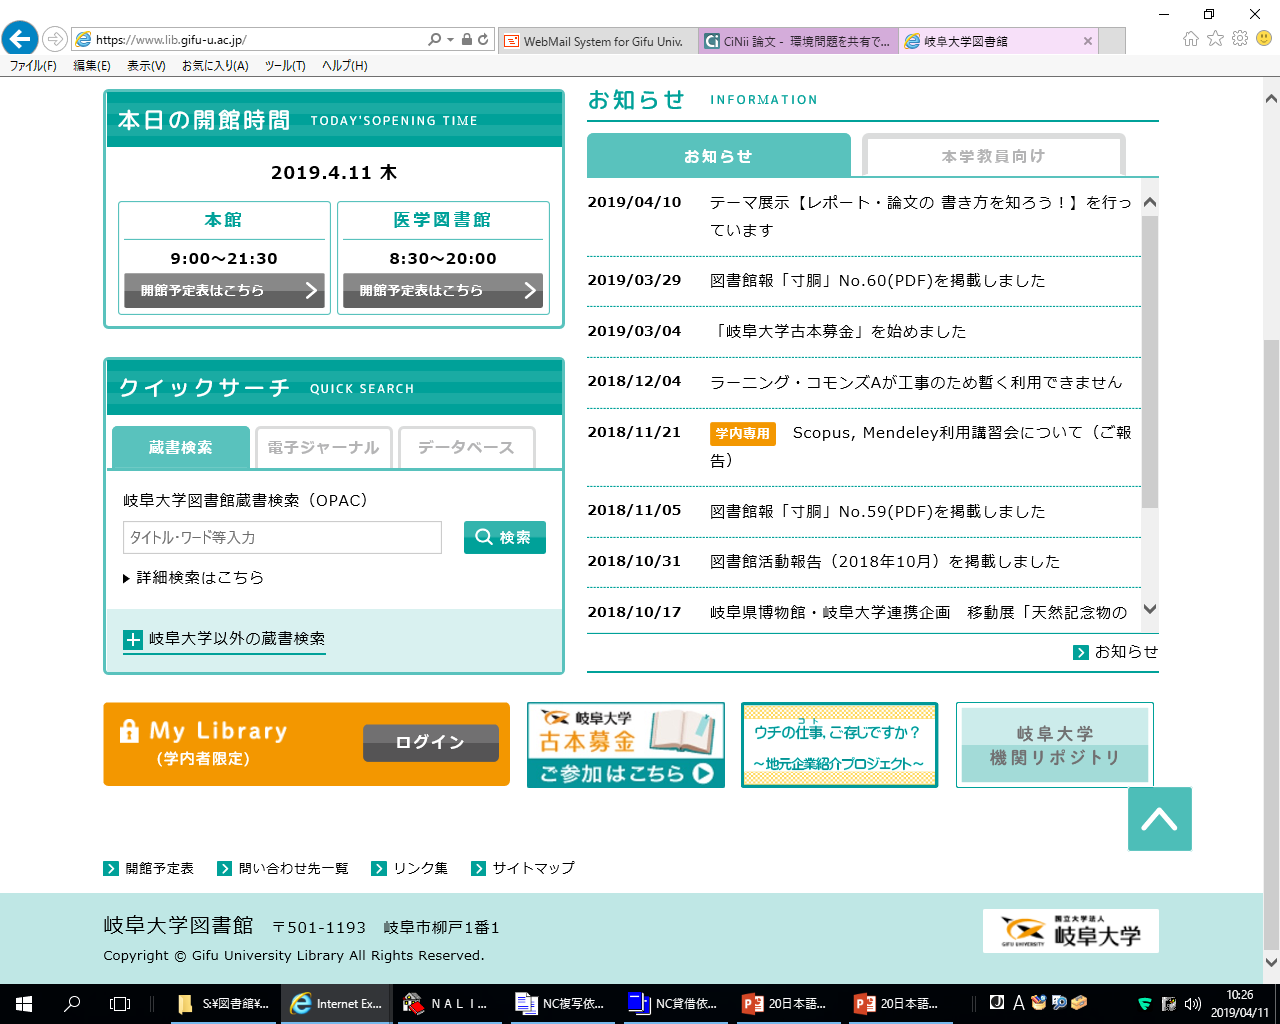 https://www.lib.gifu-u.ac.jp/
WebMail System for Gifu Univ.
CiNii 論文 - 環境問題を共有で...
岐阜大学図書館
ファイル(F) 編集(E) 表示(V) お気に入り(A) ツール(T) ヘルプ(H)
本日の開館時間 TODAY'SOPENING TIME
2019.4.11 木
本館
9:00～21:30
開館予定表はこちら
医学図書館
8:30～20:00
開館予定表はこちら
クイックサーチ QUICK SEARCH
蔵書検索 電子ジャーナル データベース
岐阜大学図書館蔵書検索（OPAC）
タイトル・ワード等入力 検索
詳細検索はこちら
岐阜大学以外の蔵書検索
お知らせ INFORMATION
お知らせ 本学教員向け
2019/04/10 テーマ展示【レポート・論文の 書き方を知ろう！】を行っ
ています
2019/03/29 図書館報「寸胴」No.60(PDF)を掲載しました
2019/03/04 「岐阜大学古本募金」を始めました
2018/12/04 ラーニング・コモンズAが工事のため暫く利用できません
2018/11/21 学内専用 Scopus, Mendeley利用講習会について（ご報
告）
2018/11/05 図書館報「寸胴」No.59(PDF)を掲載しました
2018/10/31 図書館活動報告（2018年10月）を掲載しました
2018/10/17 岐阜県博物館・岐阜大学連携企画 移動展「天然記念物の
お知らせ
My Library
(学内者限定)
ログイン
岐阜大学
古本募金
ご参加はこちら
コト
ウチの仕事、ご存じですか？
～地元企業紹介プロジェクト～
岐阜大学
機関リポジトリ
開館予定表 問い合わせ先一覧 リンク集 サイトマップ
岐阜大学図書館 〒501-1193 岐阜市柳戸1番1
Copyright © Gifu University Library All Rights Reserved.
国立大学法人
岐阜大学
GIFU UNIVERSITY
S:¥図書館¥...
Internet Ex...
ＮＡＬＩ...
NC複写依...
NC貸借依...
20日本語...
20日本語...
A
10:26
2019/04/11